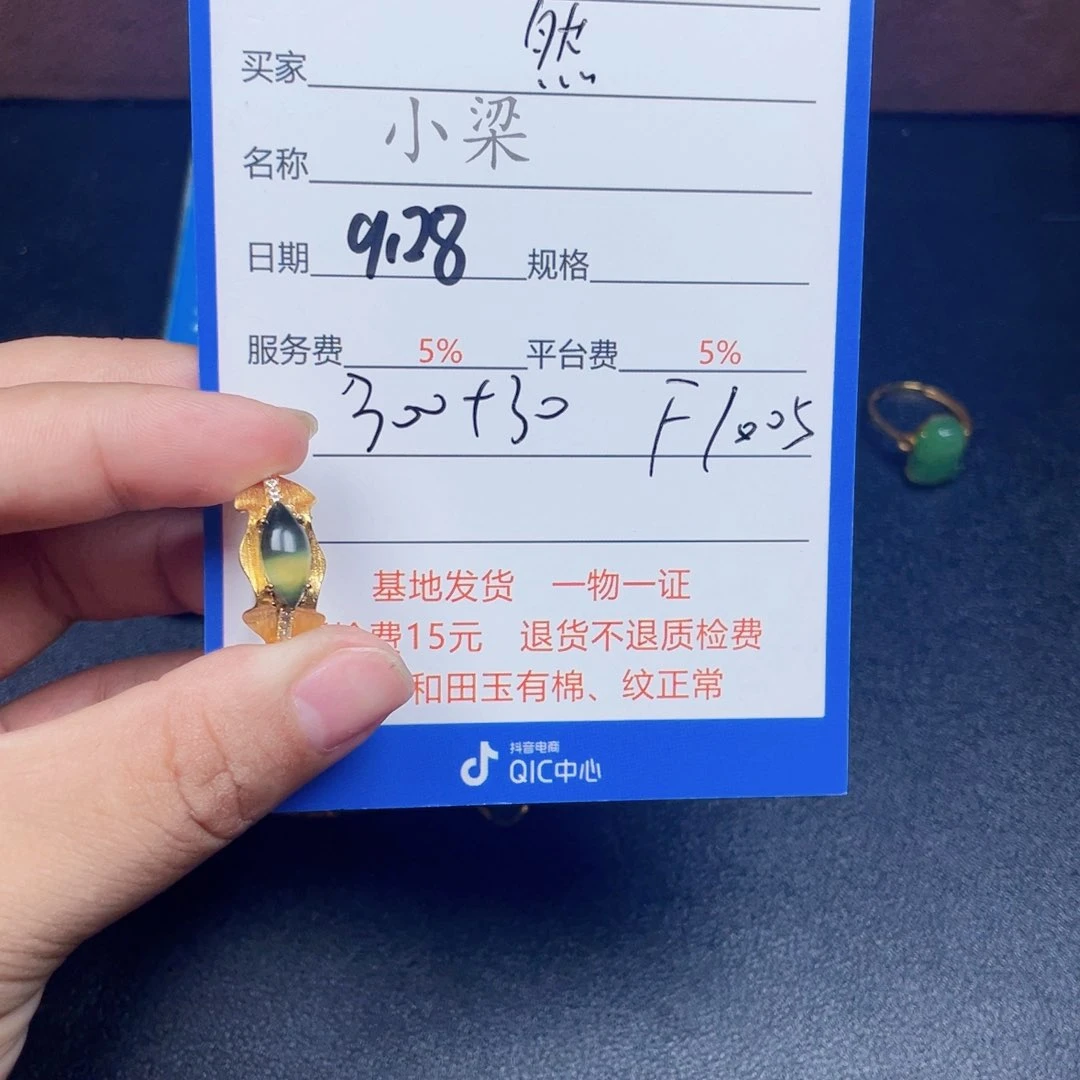 买家 然
名称 小梁
日期 9.28 规格
服务费 5% 平台费 5%
300+30 F1005
基地发货 一物一证
检费15元 退货不退质检费
和田玉有棉、纹正常
抖音电商
QIC中心